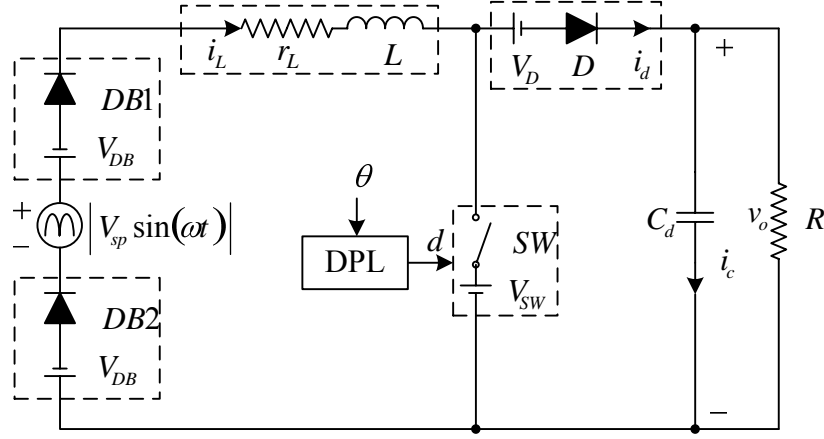 i_L r_L L
V_D D i_d
+
DB1
V_DB
+
−
|V_sp sin(ωt)|
θ
DPL
d
SW
V_SW
C_d
i_c
v_o
R
DB2
V_DB
−